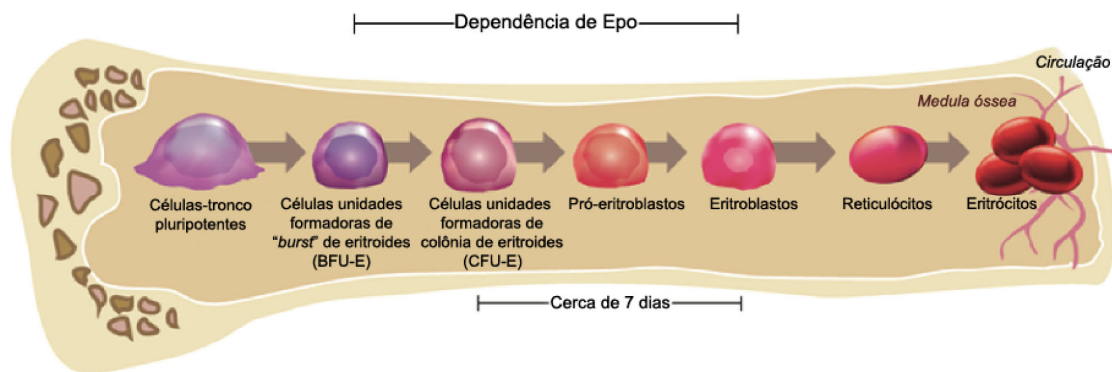 Dependência de Epo
Circulação
Medula óssea
Células-tronco
pluripotentes
Células unidades
formadoras de
“burst” de eritroides
(BFU-E)
Células unidades
formadoras de
colônia de eritroides
(CFU-E)
Pró-eritroblastos
Eritroblastos
Reticulócitos
Eritrócitos
Cerca de 7 dias